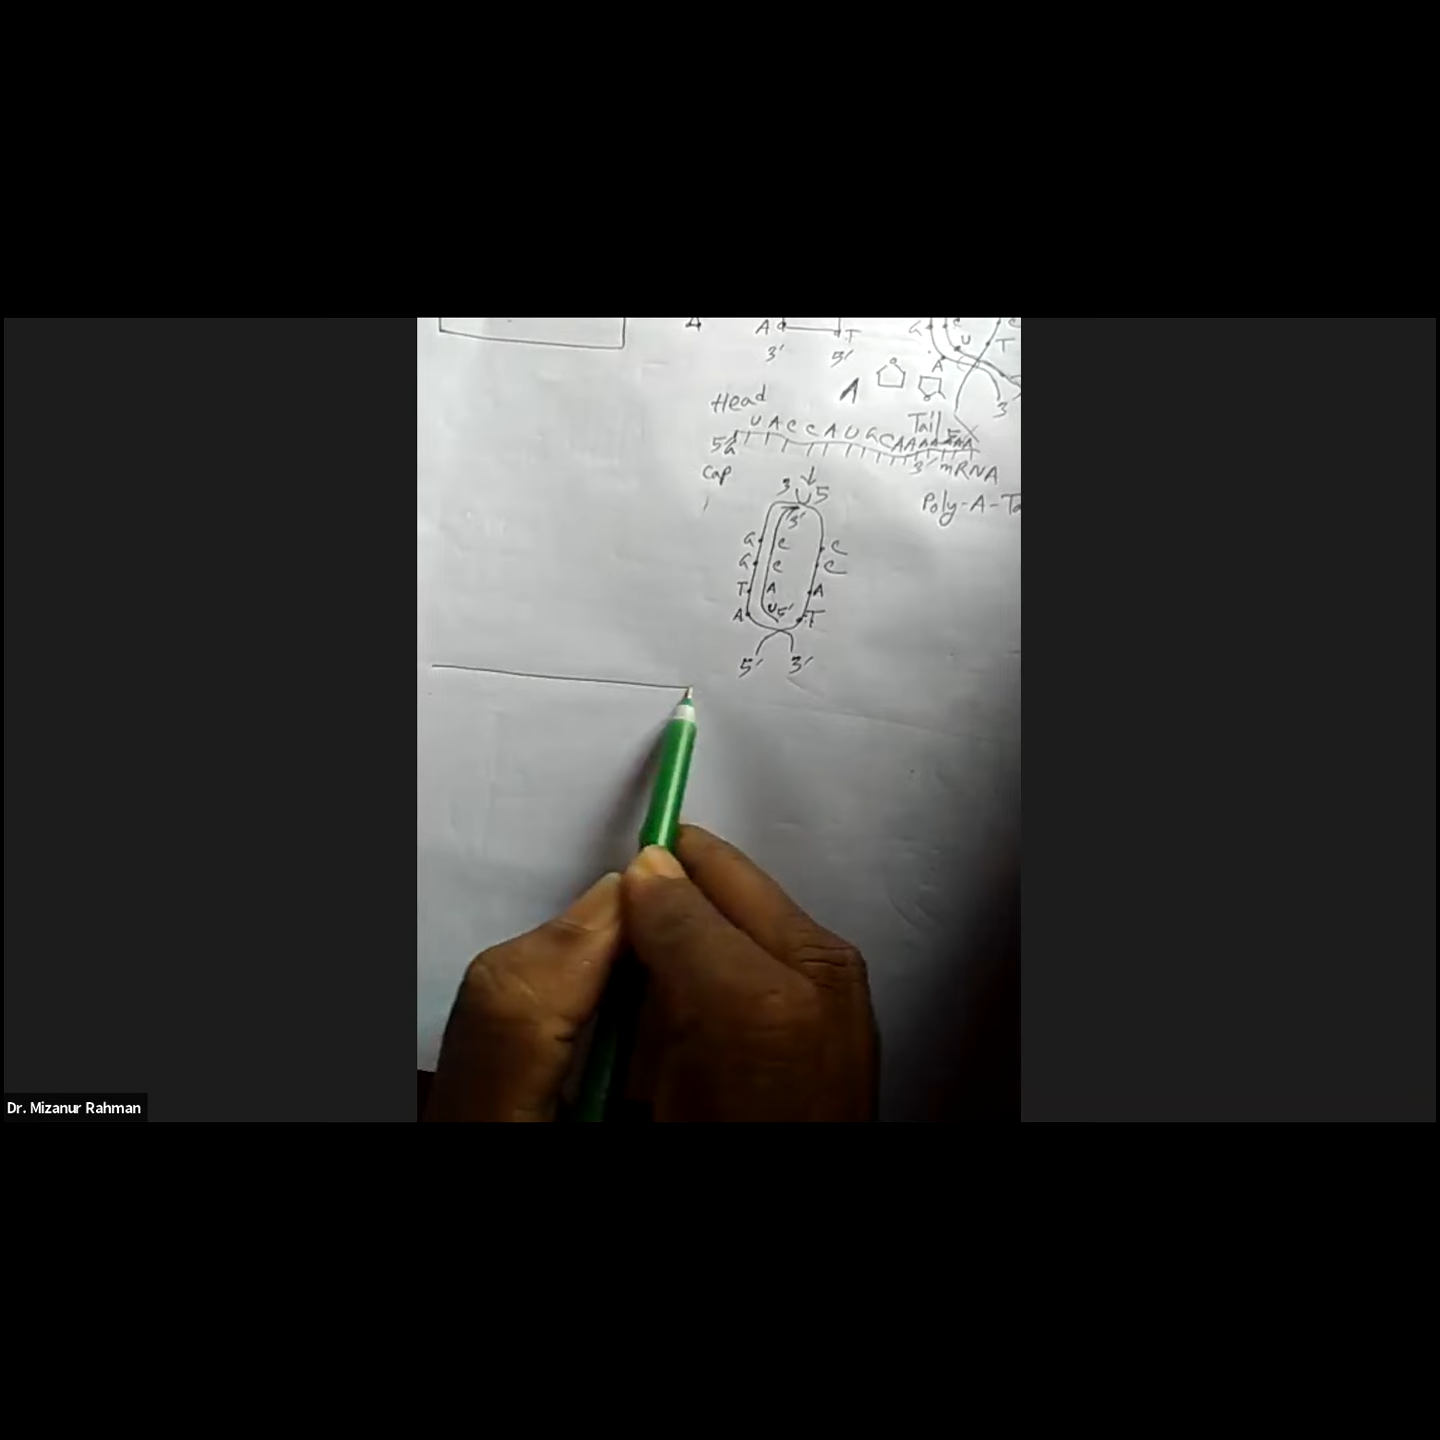 A T
3' 5'
G C
U T
A
3
Head
Tail
U A C C A U G C A A A A A A A
5' G
3' mRNA
Cap
Poly-A-Ta
3 5
3'
G C C
G C C
T A A
A U 5' T
5' 3'
Dr. Mizanur Rahman